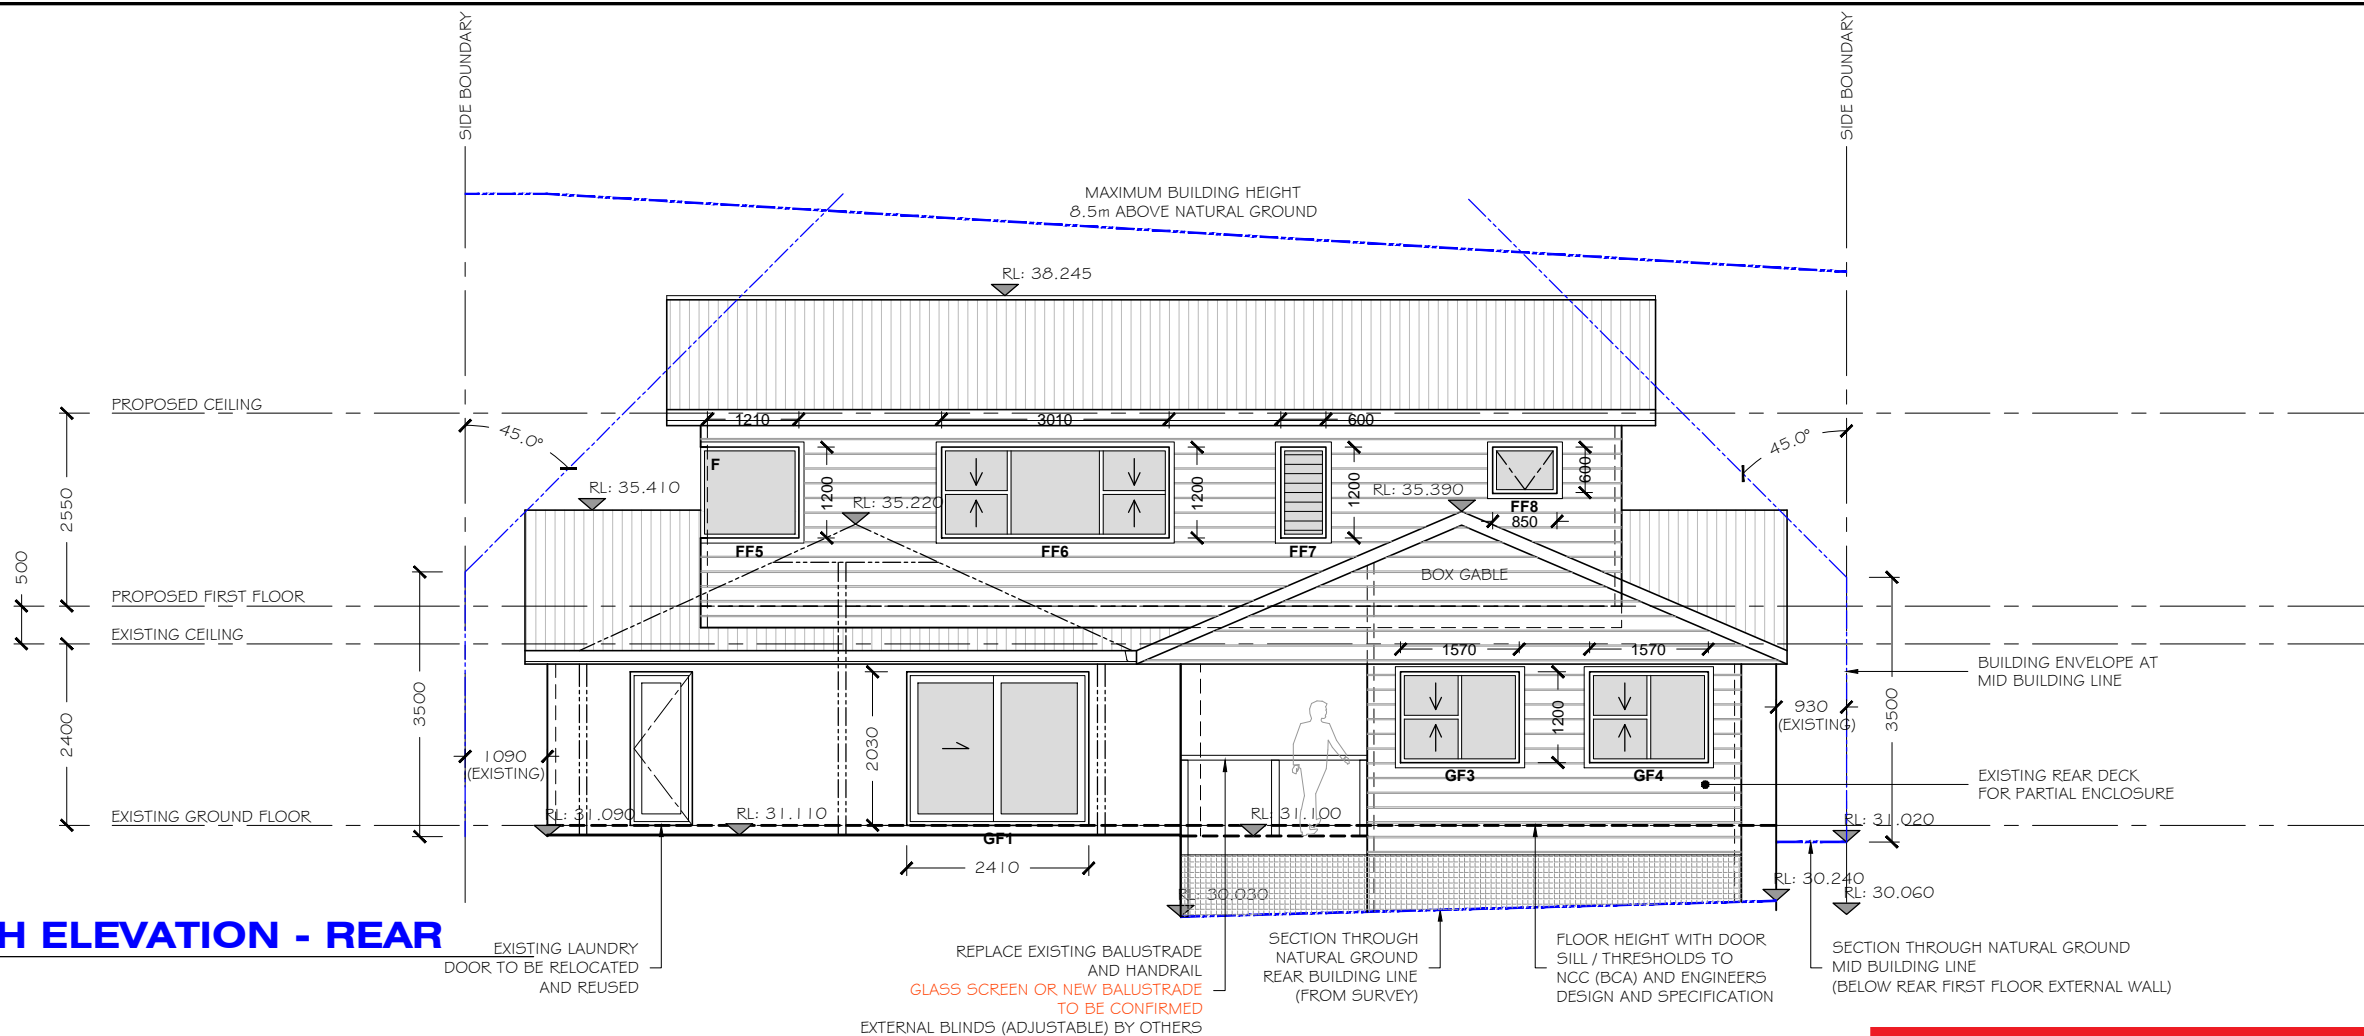 SIDE BOUNDARY
SIDE BOUNDARY
MAXIMUM BUILDING HEIGHT
8.5m ABOVE NATURAL GROUND
RL: 38.245
PROPOSED CEILING
45.0°
1210
3010
600
45.0°
F
RL: 35.410
1200
RL: 35.220
1200
1200
RL: 35.390
600
FF8
850
FF5
FF6
FF7
2550
500
BOX GABLE
PROPOSED FIRST FLOOR
EXISTING CEILING
1570
1570
BUILDING ENVELOPE AT
MID BUILDING LINE
3500
2400
2030
1200
930
(EXISTING)
3500
1090
(EXISTING)
GF3
GF4
EXISTING REAR DECK
FOR PARTIAL ENCLOSURE
EXISTING GROUND FLOOR
RL: 31.090
RL: 31.110
RL: 31.100
RL: 31.020
GF1
2410
RL: 30.030
RL: 30.240
RL: 30.060
H ELEVATION - REAR
EXISTING LAUNDRY
DOOR TO BE RELOCATED
AND REUSED
REPLACE EXISTING BALUSTRADE
AND HANDRAIL
GLASS SCREEN OR NEW BALUSTRADE
TO BE CONFIRMED
EXTERNAL BLINDS (ADJUSTABLE) BY OTHERS
SECTION THROUGH
NATURAL GROUND
REAR BUILDING LINE
(FROM SURVEY)
FLOOR HEIGHT WITH DOOR
SILL / THRESHOLDS TO
NCC (BCA) AND ENGINEERS
DESIGN AND SPECIFICATION
SECTION THROUGH NATURAL GROUND
MID BUILDING LINE
(BELOW REAR FIRST FLOOR EXTERNAL WALL)